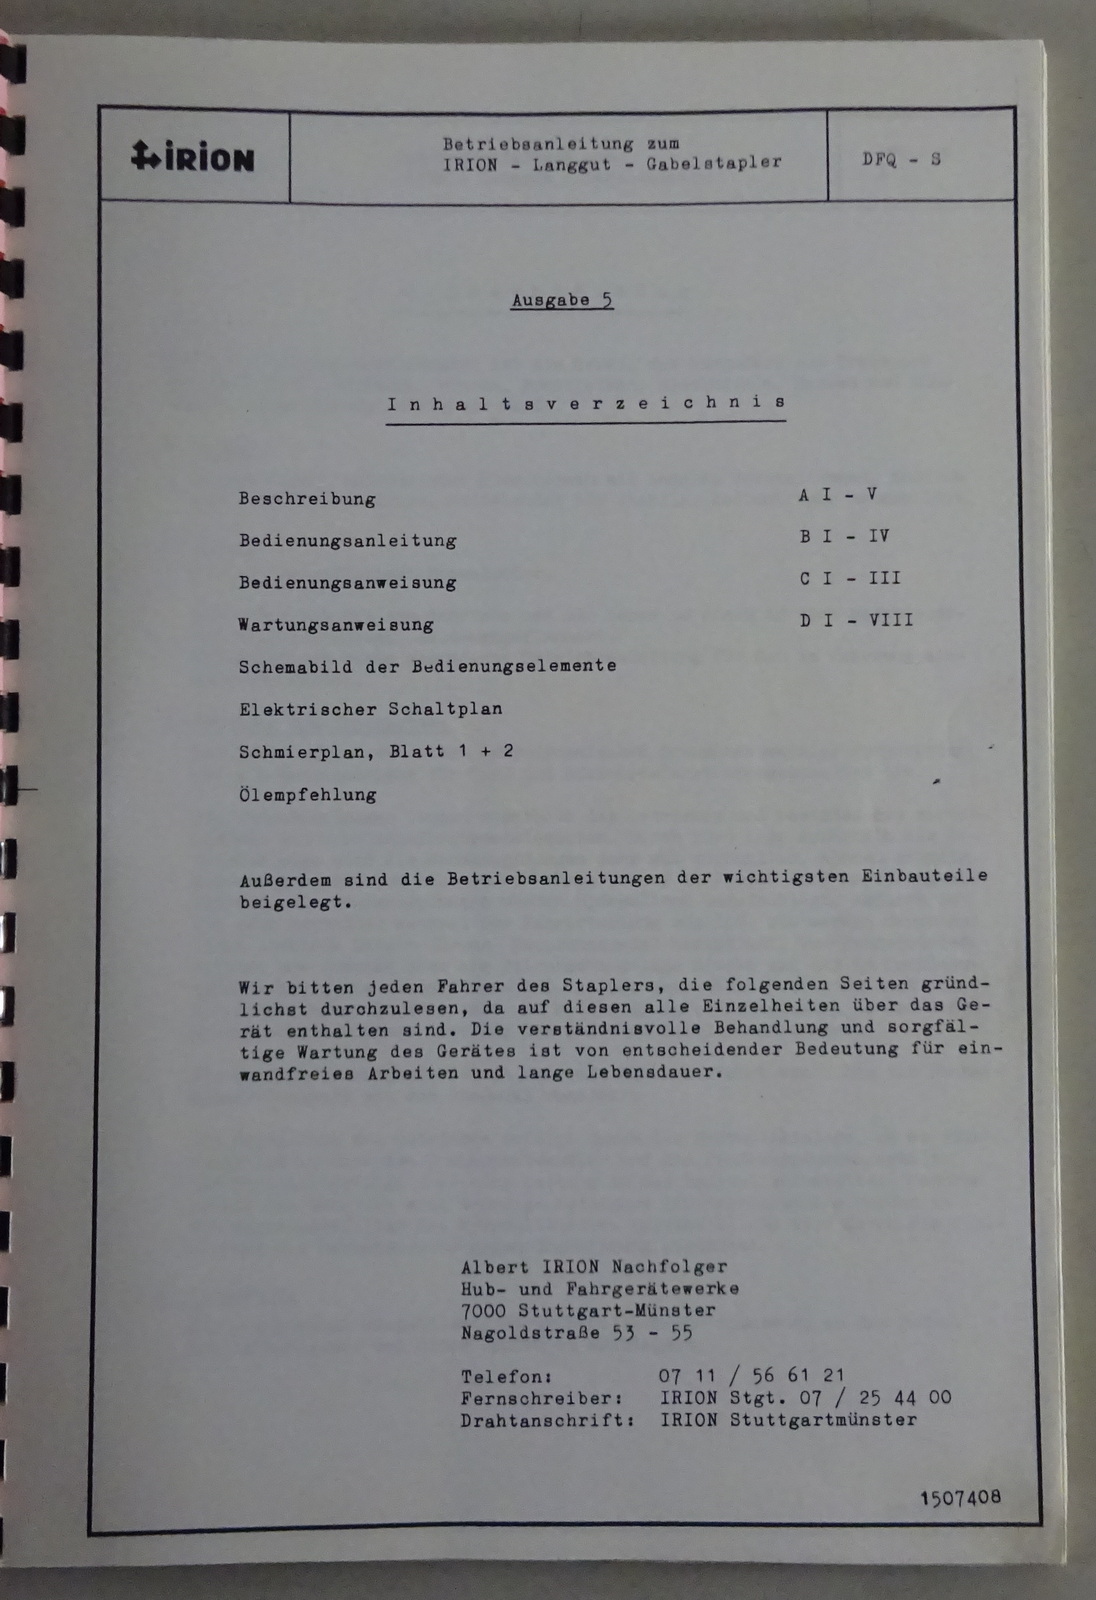 IRION
Betriebsanleitung zum
IRION - Langgut - Gabelstapler
DFQ - S
Ausgabe 5
Inhaltsverzeichnis
Beschreibung A I - V
Bedienungsanleitung B I - IV
Bedienungsanweisung C I - III
Wartungsanweisung D I - VIII
Schemabild der Bedienungselemente
Elektrischer Schaltplan
Schmierplan, Blatt 1 + 2
Ölempfehlung
Außerdem sind die Betriebsanleitungen der wichtigsten Einbauteile
beigelegt.
Wir bitten jeden Fahrer des Staplers, die folgenden Seiten gründ-
lichst durchzulesen, da auf diesen alle Einzelheiten über das Ge-
rät enthalten sind. Die verständnisvolle Behandlung und sorgfäl-
tige Wartung des Gerätes ist von entscheidender Bedeutung für ein-
wandfreies Arbeiten und lange Lebensdauer.
Albert IRION Nachfolger
Hub- und Fahrgerätewerke
7000 Stuttgart-Münster
Nagoldstraße 53 - 55
Telefon: 07 11 / 56 61 21
Fernschreiber: IRION Stgt. 07 / 25 44 00
Drahtanschrift: IRION Stuttgartmünster
1507408